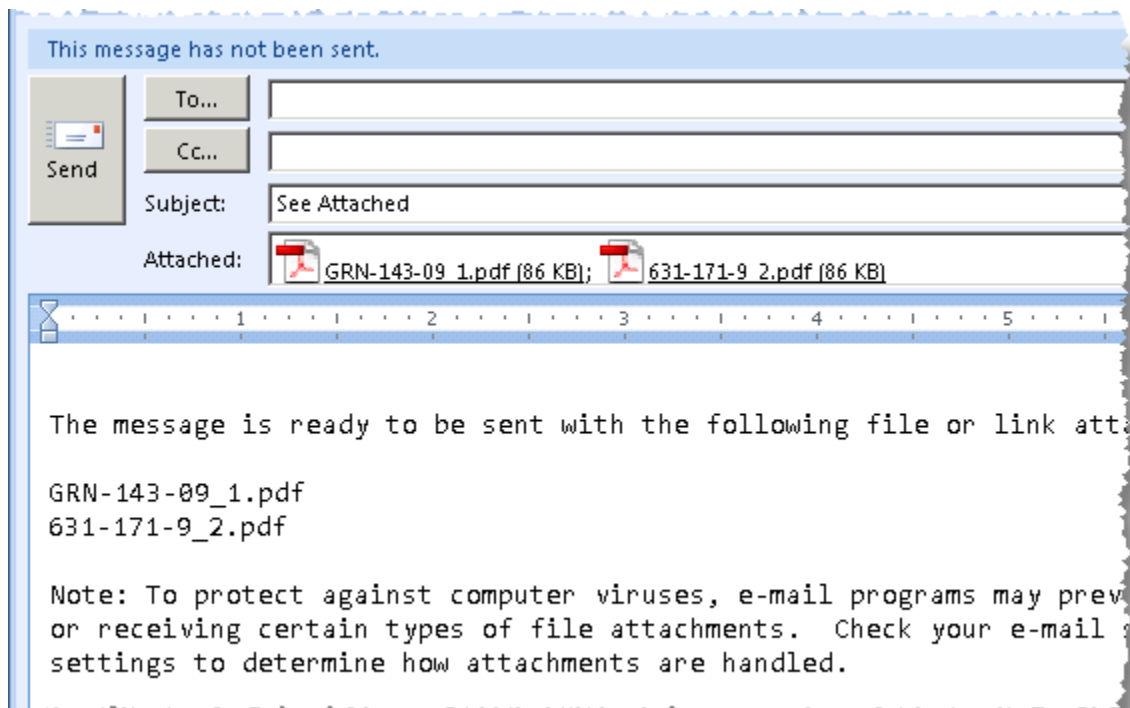 This message has not been sent.
To...
Send
Cc...
Subject: See Attached
Attached: GRN-143-09_1.pdf (86 KB); 631-171-9_2.pdf (86 KB)
1 2 3 4 5
The message is ready to be sent with the following file or link
GRN-143-09_1.pdf
631-171-9_2.pdf
Note: To protect against computer viruses, e-mail programs may
or receiving certain types of file attachments. Check your e-mail
settings to determine how attachments are handled.